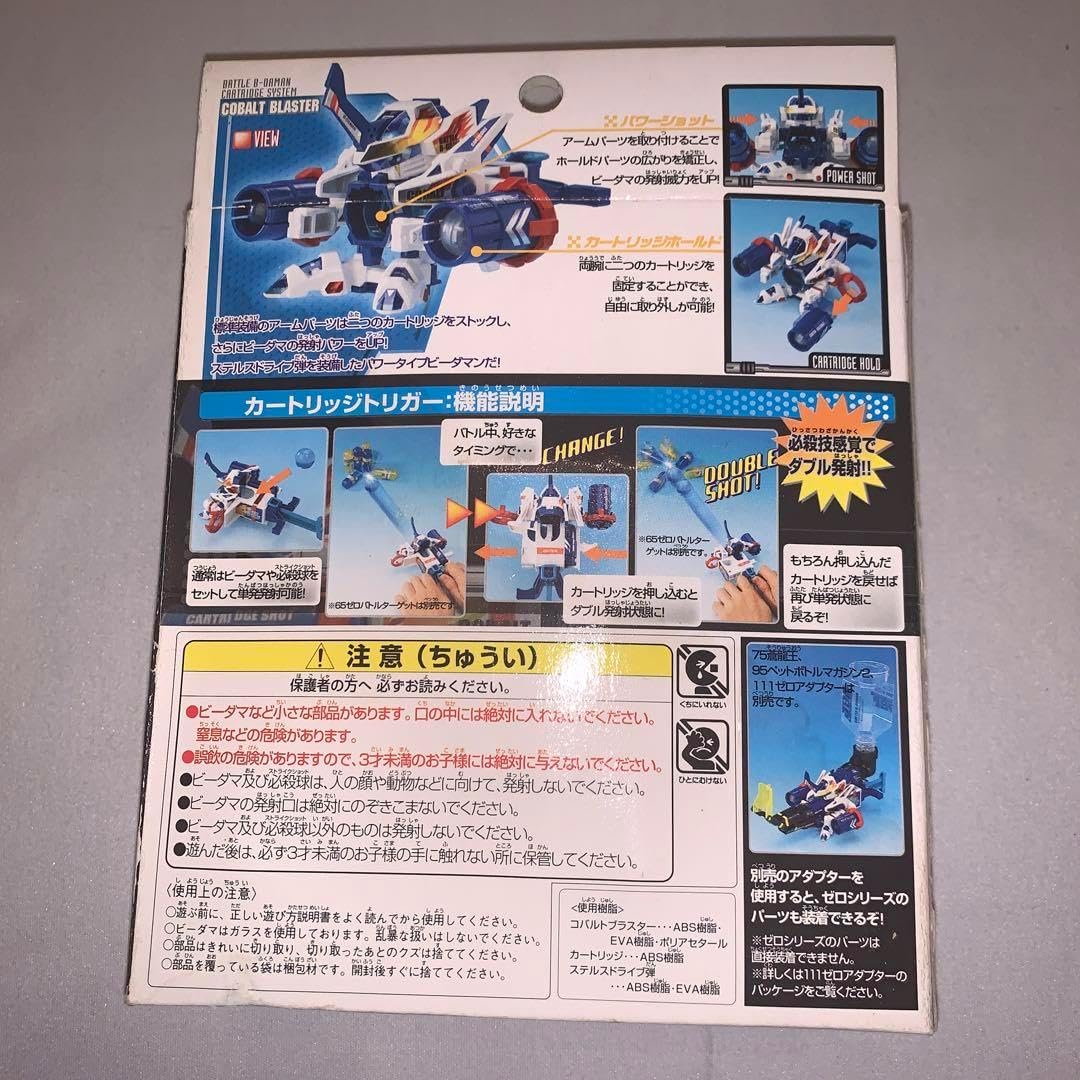 BATTLE B-DAMAN
CARTRIDGE SYSTEM
COBALT BLASTER
VIEW
COBALT
パワーショット
アームパーツを取り付けることで
ホールドパーツの広がりを矯正し、
ビーダマの発射威力をUP!
POWER SHOT
カートリッジホールド
両腕に二つのカートリッジを
固定することができ、
自由に取り外しが可能!
CARTRIDGE HOLD
標準装備のアームパーツは二つのカートリッジをストックし、
さらにビーダマの発射パワーをUP!
ステルスドライブ弾を装備したパワータイプビーダマンだ!
カートリッジトリガー:機能説明
必殺技感覚で
ダブル発射!!
バトル中、好きな
タイミングで・・・
CHANGE!
DOUBLE
SHOT!
通常はビーダマや必殺球を
セットして単発発射可能!
※65ゼロバトルターゲットは別売です。
カートリッジを押し込むと
ダブル発射状態に!
※65ゼロバトルター
ゲットは別売です。
もちろん押し込んだ
カートリッジを戻せば
再び単発状態に
戻るぞ!
CARTRIDGE SHOT
注意(ちゅうい)
保護者の方へ 必ずお読みください。
●ビーダマなど小さな部品があります。口の中には絶対に入れないでください。
窒息などの危険があります。
●誤飲の危険がありますので、3才未満のお子様には絶対に与えないでください。
●ビーダマ及び必殺球は、人の顔や動物などに向けて、発射しないでください。
●ビーダマの発射口は絶対にのぞきこまないでください。
●ビーダマ及び必殺球以外のものは発射しないでください。
●遊んだ後は、必ず3才未満のお子様の手に触れない所に保管してください。
くちにいれない
ひとにむけない
〈使用上の注意〉
○遊ぶ前に、正しい遊び方説明書をよく読んでから使用してください。
○ビーダマはガラスを使用しております。乱暴な扱いはしないでください。
○部品はきれいに切り取り、切り取ったあとのクズは捨ててください。
○部品を覆っている袋は梱包材です。開封後すぐに捨ててください。
〈使用樹脂〉
コバルトブラスター・・・ABS樹脂・
EVA樹脂・ポリアセタール
カートリッジ・・・ABS樹脂
ステルスドライブ弾
・・・ABS樹脂・EVA樹脂
75蒼龍王、
95ペットボトルマガジン2、
111ゼロアダプターは
別売です。
別売のアダプターを
使用すると、ゼロシリーズの
パーツも装着できるぞ!
※ゼロシリーズのパーツは
直接装着できません。
※詳しくは111ゼロアダプターの
パッケージをご覧ください。